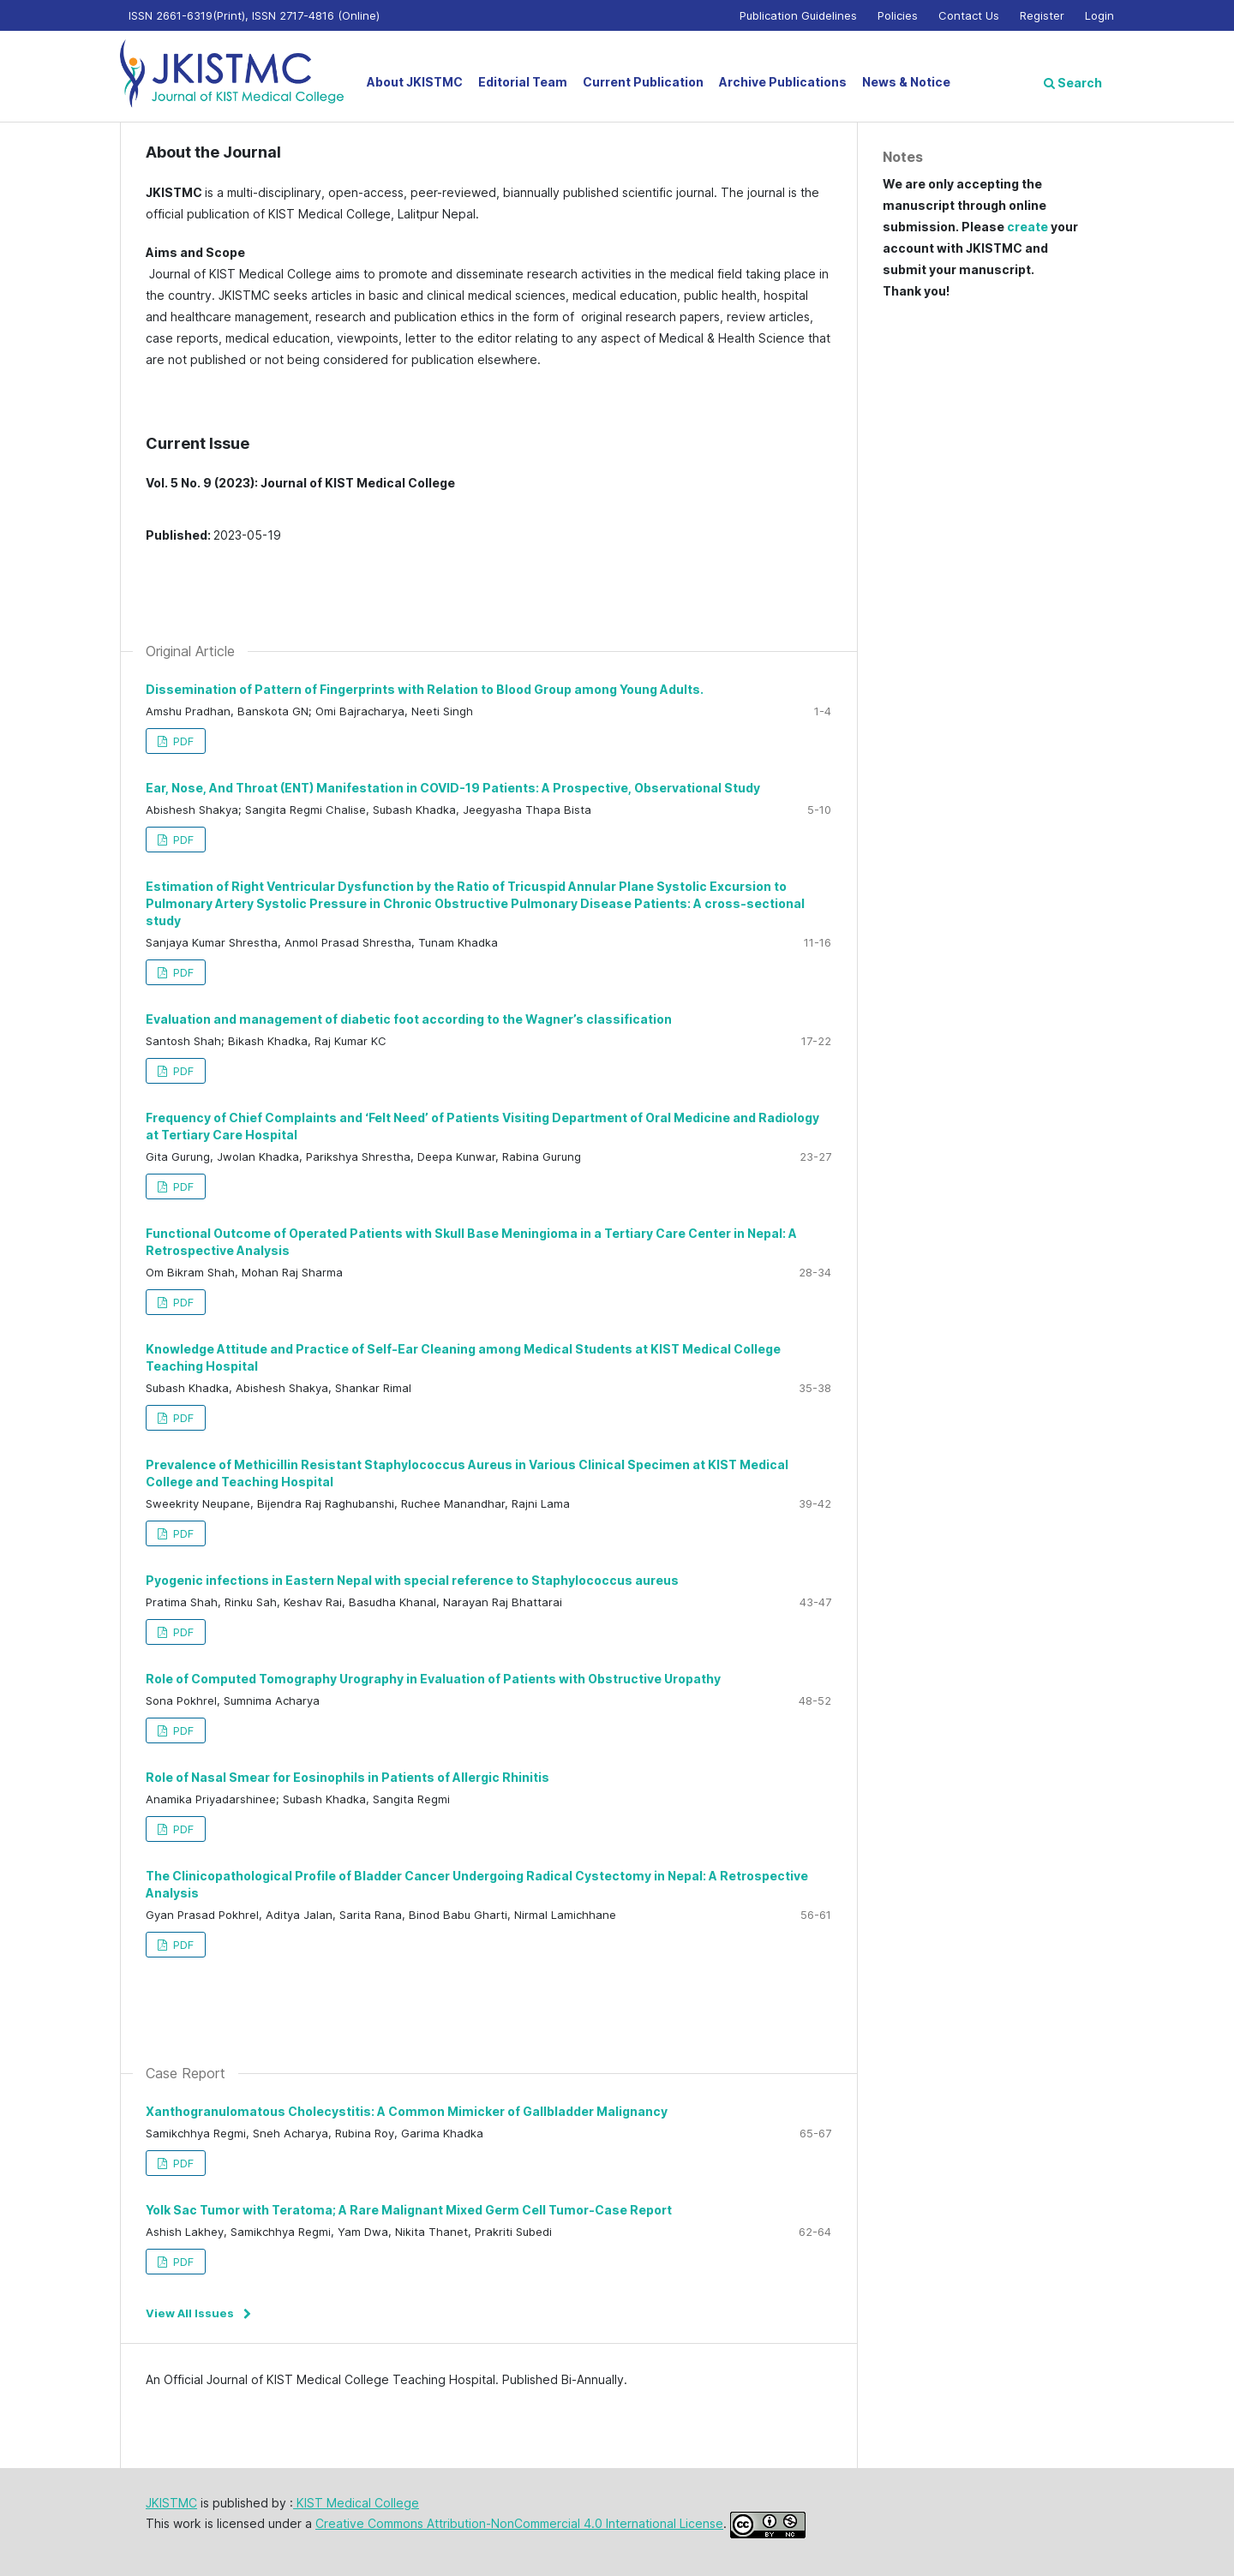 ISSN 2661-6319(Print), ISSN 2717-4816 (Online)
Publication Guidelines Policies Contact Us Register Login
JKISTMC
Journal of KIST Medical College
About JKISTMC Editorial Team Current Publication Archive Publications News & Notice
Search
About the Journal
JKISTMC is a multi-disciplinary, open-access, peer-reviewed, biannually published scientific journal. The journal is the
official publication of KIST Medical College, Lalitpur Nepal.
Aims and Scope
Journal of KIST Medical College aims to promote and disseminate research activities in the medical field taking place in
the country. JKISTMC seeks articles in basic and clinical medical sciences, medical education, public health, hospital
and healthcare management, research and publication ethics in the form of  original research papers, review articles,
case reports, medical education, viewpoints, letter to the editor relating to any aspect of Medical & Health Science that
are not published or not being considered for publication elsewhere.
Current Issue
Vol. 5 No. 9 (2023): Journal of KIST Medical College
Published: 2023-05-19
Original Article
Dissemination of Pattern of Fingerprints with Relation to Blood Group among Young Adults.
Amshu Pradhan, Banskota GN; Omi Bajracharya, Neeti Singh 1-4
PDF
Ear, Nose, And Throat (ENT) Manifestation in COVID-19 Patients: A Prospective, Observational Study
Abishesh Shakya; Sangita Regmi Chalise, Subash Khadka, Jeegyasha Thapa Bista 5-10
PDF
Estimation of Right Ventricular Dysfunction by the Ratio of Tricuspid Annular Plane Systolic Excursion to
Pulmonary Artery Systolic Pressure in Chronic Obstructive Pulmonary Disease Patients: A cross-sectional
study
Sanjaya Kumar Shrestha, Anmol Prasad Shrestha, Tunam Khadka 11-16
PDF
Evaluation and management of diabetic foot according to the Wagner's classification
Santosh Shah; Bikash Khadka, Raj Kumar KC 17-22
PDF
Frequency of Chief Complaints and ‘Felt Need’ of Patients Visiting Department of Oral Medicine and Radiology
at Tertiary Care Hospital
Gita Gurung, Jwolan Khadka, Parikshya Shrestha, Deepa Kunwar, Rabina Gurung 23-27
PDF
Functional Outcome of Operated Patients with Skull Base Meningioma in a Tertiary Care Center in Nepal: A
Retrospective Analysis
Om Bikram Shah, Mohan Raj Sharma 28-34
PDF
Knowledge Attitude and Practice of Self-Ear Cleaning among Medical Students at KIST Medical College
Teaching Hospital
Subash Khadka, Abishesh Shakya, Shankar Rimal 35-38
PDF
Prevalence of Methicillin Resistant Staphylococcus Aureus in Various Clinical Specimen at KIST Medical
College and Teaching Hospital
Sweekrity Neupane, Bijendra Raj Raghubanshi, Ruchee Manandhar, Rajni Lama 39-42
PDF
Pyogenic infections in Eastern Nepal with special reference to Staphylococcus aureus
Pratima Shah, Rinku Sah, Keshav Rai, Basudha Khanal, Narayan Raj Bhattarai 43-47
PDF
Role of Computed Tomography Urography in Evaluation of Patients with Obstructive Uropathy
Sona Pokhrel, Sumnima Acharya 48-52
PDF
Role of Nasal Smear for Eosinophils in Patients of Allergic Rhinitis
Anamika Priyadarshinee; Subash Khadka, Sangita Regmi
PDF
The Clinicopathological Profile of Bladder Cancer Undergoing Radical Cystectomy in Nepal: A Retrospective
Analysis
Gyan Prasad Pokhrel, Aditya Jalan, Sarita Rana, Binod Babu Gharti, Nirmal Lamichhane 56-61
PDF
Case Report
Xanthogranulomatous Cholecystitis: A Common Mimicker of Gallbladder Malignancy
Samikchhya Regmi, Sneh Acharya, Rubina Roy, Garima Khadka 65-67
PDF
Yolk Sac Tumor with Teratoma; A Rare Malignant Mixed Germ Cell Tumor-Case Report
Ashish Lakhey, Samikchhya Regmi, Yam Dwa, Nikita Thanet, Prakriti Subedi 62-64
PDF
View All Issues
An Official Journal of KIST Medical College Teaching Hospital. Published Bi-Annually.
Notes
We are only accepting the
manuscript through online
submission. Please create your
account with JKISTMC and
submit your manuscript.
Thank you!
JKISTMC is published by : KIST Medical College
This work is licensed under a Creative Commons Attribution-NonCommercial 4.0 International License.
cc BY NC